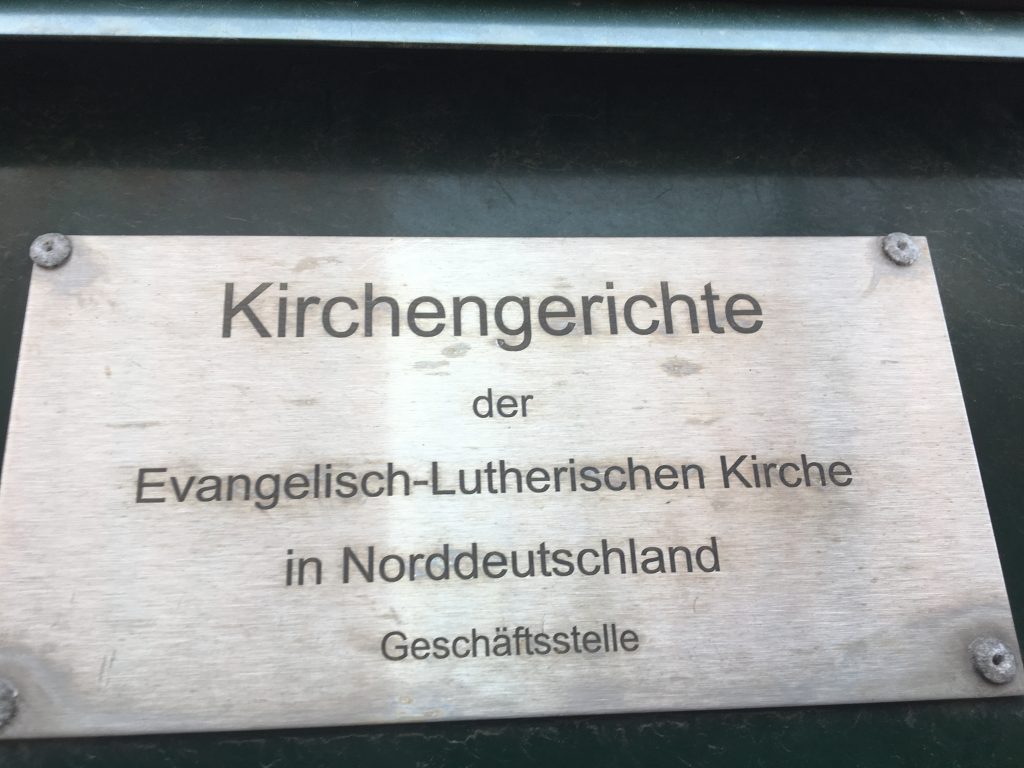 Kirchengerichte
der
Evangelisch-Lutherischen Kirche
in Norddeutschland
Geschäftsstelle